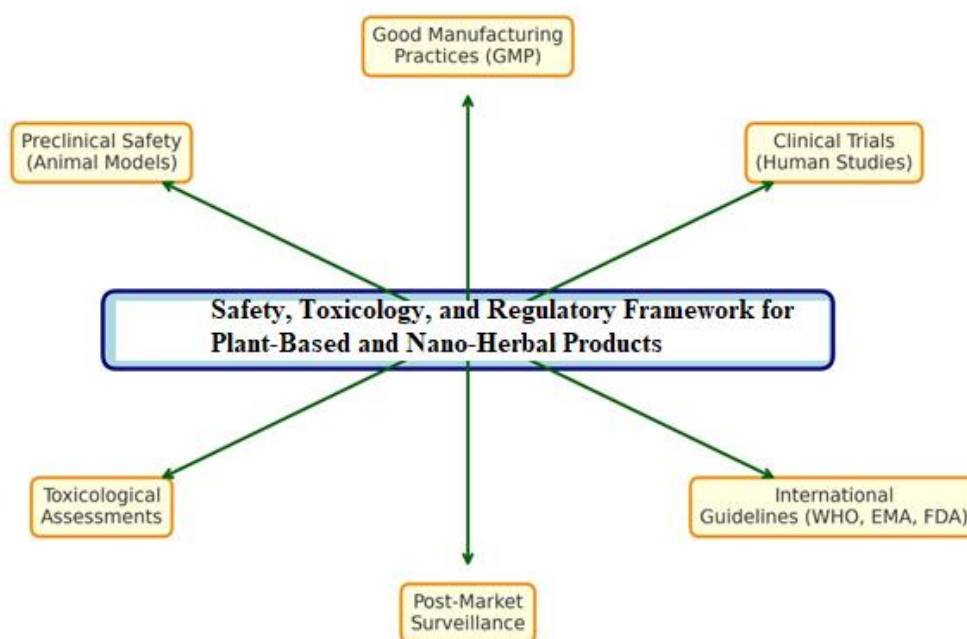 Good Manufacturing
Practices (GMP)
Preclinical Safety
(Animal Models)
Clinical Trials
(Human Studies)
Safety, Toxicology, and Regulatory Framework for
Plant-Based and Nano-Herbal Products
Toxicological
Assessments
International
Guidelines (WHO, EMA, FDA)
Post-Market
Surveillance